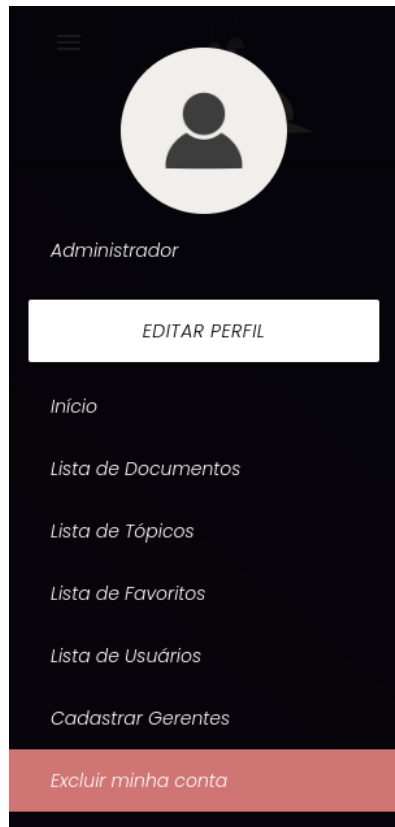 Administrador
EDITAR PERFIL
Início
Lista de Documentos
Lista de Tópicos
Lista de Favoritos
Lista de Usuários
Cadastrar Gerentes
Excluir minha conta